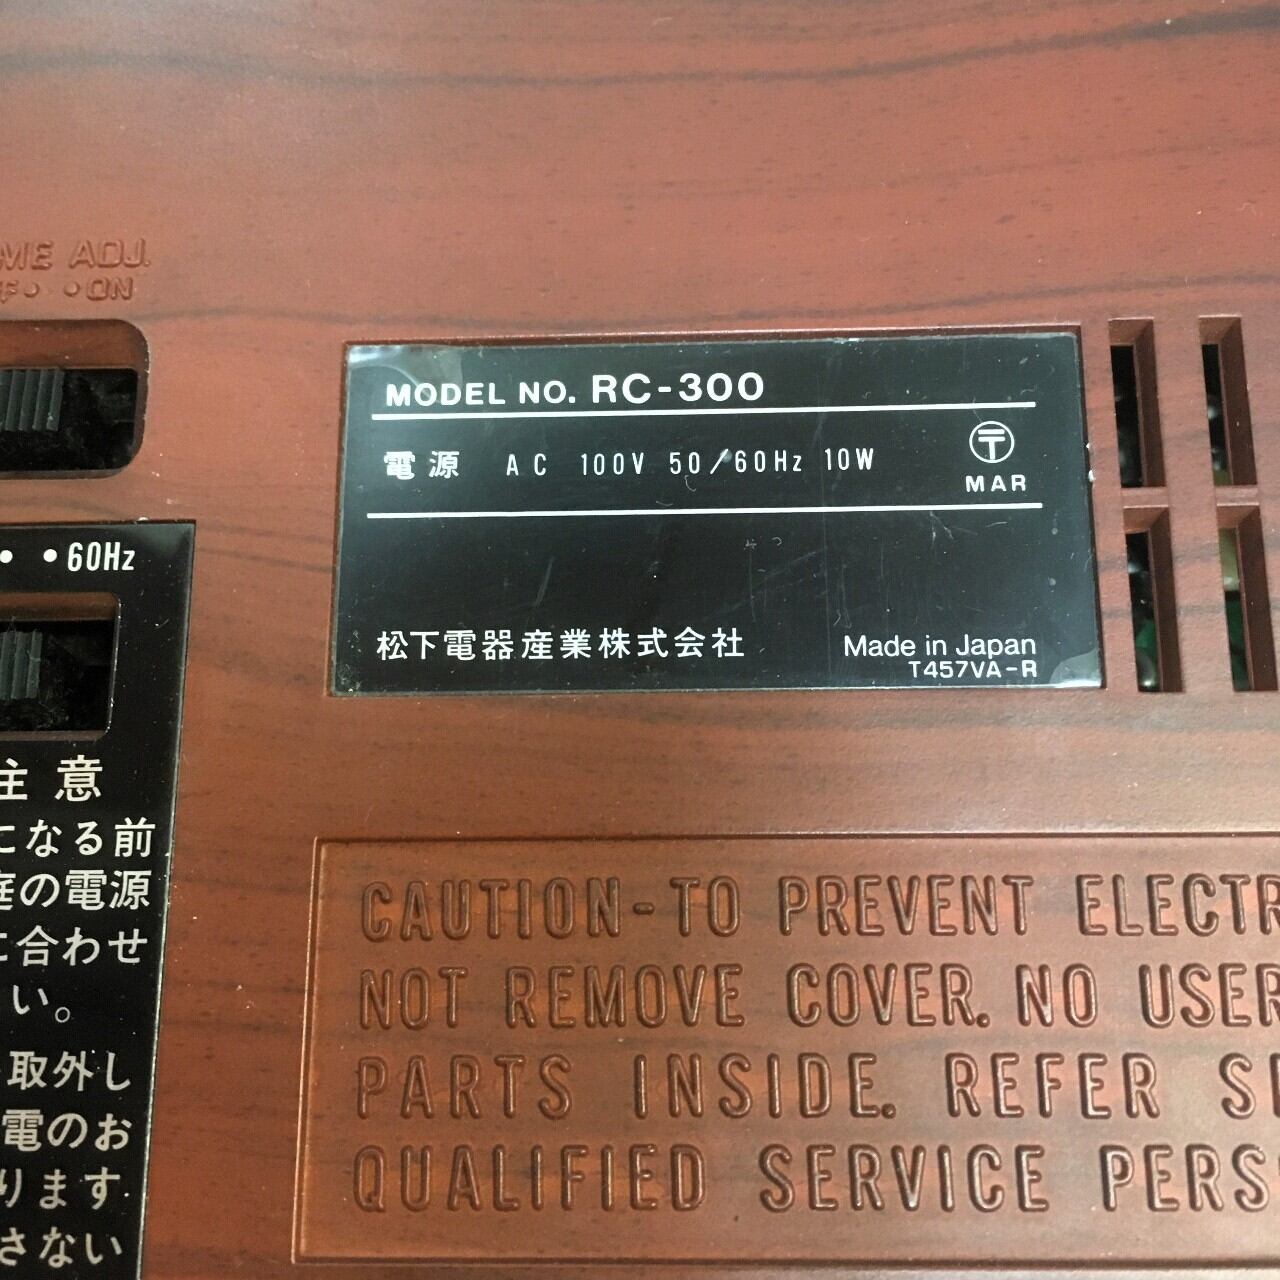 ADJ.
ON
MODEL NO. RC-300
電源 AC 100V 50/60Hz 10W
〒
MAR
松下電器産業株式会社
Made in Japan
T457VA-R
• •60Hz
注意
になる前
庭の電源
に合わせ
い。
取外し
電のお
ります
さない
CAUTION-TO PREVENT ELECTR
NOT REMOVE COVER. NO USER
PARTS INSIDE. REFER SE
QUALIFIED SERVICE PERS